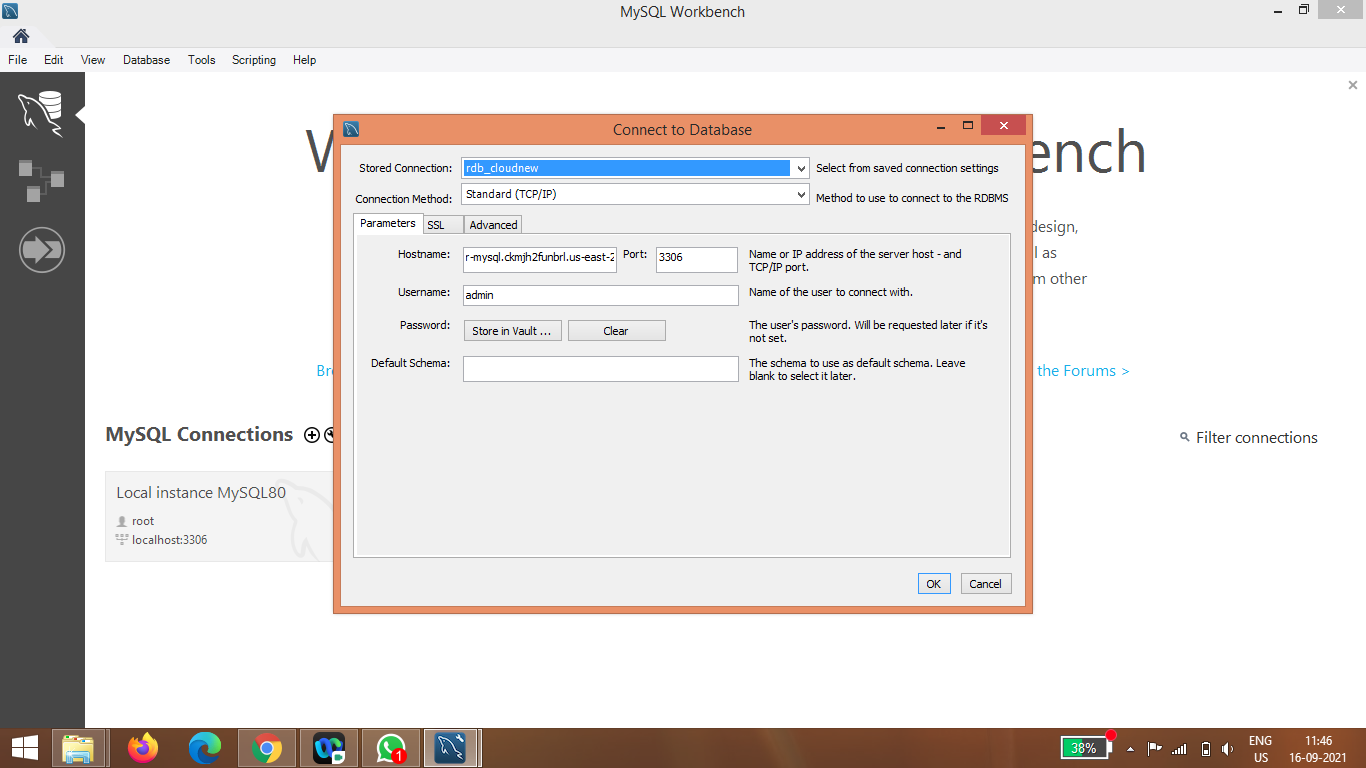 MySQL Workbench
File Edit View Database Tools Scripting Help
Connect to Database
ench
Stored Connection: rdb_cloudnew Select from saved connection settings
Connection Method: Standard (TCP/IP) Method to use to connect to the RDBMS
Parameters SSL Advanced
design,
Hostname: r-mysql.ckmjh2funbrl.us-east-2 Port: 3306 Name or IP address of the server host - and
TCP/IP port.
as
m other
Username: admin Name of the user to connect with.
Password: Store in Vault ... Clear The user's password. Will be requested later if it's
not set.
Default Schema: The schema to use as default schema. Leave
blank to select it later.
Br
the Forums >
MySQL Connections
Filter connections
Local instance MySQL80
root
localhost:3306
OK Cancel
38%
1
ENG
US
11:46
16-09-2021